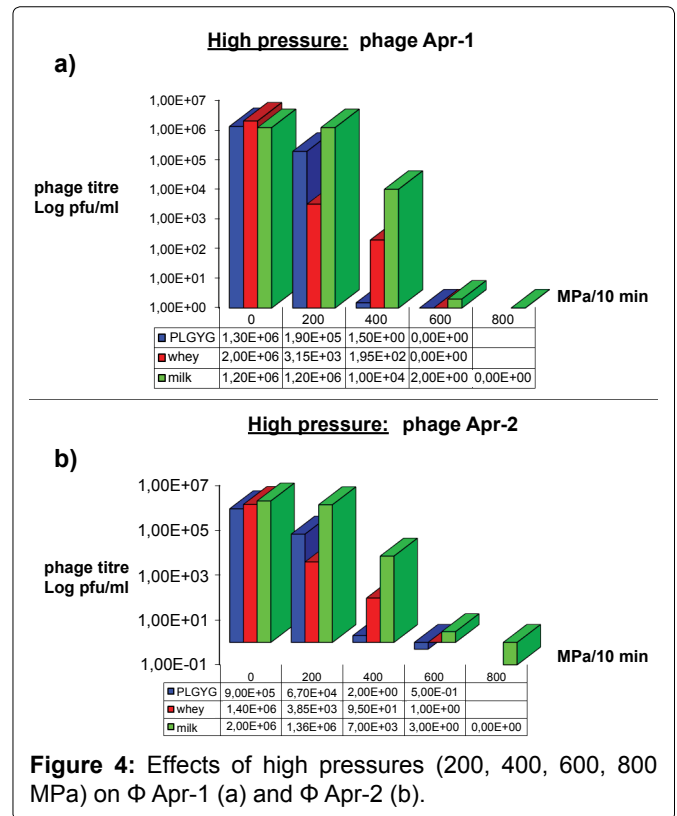 High pressure: phage Apr-1
a)
1,00E+07
1,00E+06
1,00E+05
phage titre
Log pfu/ml
1,00E+04
1,00E+03
1,00E+02
1,00E+01
1,00E+00
MPa/10 min
0 200 400 600 800
PLGYG 1,30E+06 1,90E+05 1,50E+00 0,00E+00
whey 2,00E+06 3,15E+03 1,95E+02 0,00E+00
milk 1,20E+06 1,20E+06 1,00E+04 2,00E+00 0,00E+00
High pressure: phage Apr-2
b)
1,00E+07
1,00E+05
phage titre
Log pfu/ml
1,00E+03
1,00E+01
1,00E-01
MPa/10 min
0 200 400 600 800
PLGYG 9,00E+05 6,70E+04 2,00E+00 5,00E-01
whey 1,40E+06 3,85E+03 9,50E+01 1,00E+00
milk 2,00E+06 1,36E+06 7,00E+03 3,00E+00 0,00E+00
Figure 4: Effects of high pressures (200, 400, 600, 800
MPa) on Φ Apr-1 (a) and Φ Apr-2 (b).